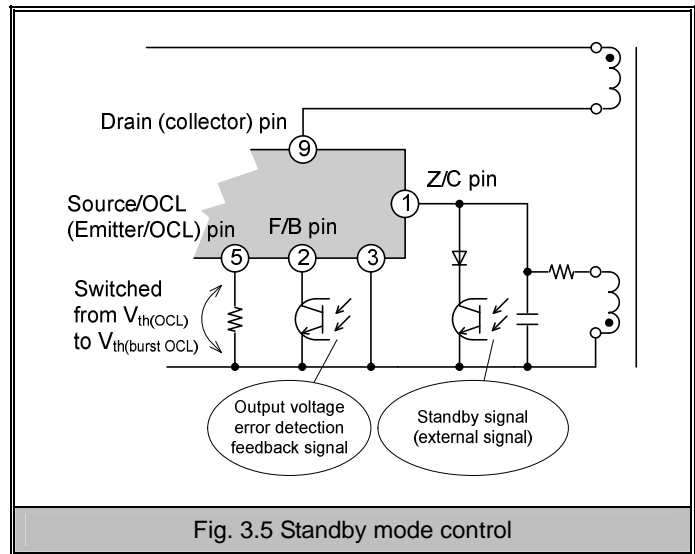 Drain (collector) pin
9
Z/C pin
1
Source/OCL
(Emitter/OCL) pin
F/B pin
5
2
3
Switched
from Vth(OCL)
to Vth(burst OCL)
Output voltage
error detection
feedback signal
Standby signal
(external signal)
Fig. 3.5 Standby mode control